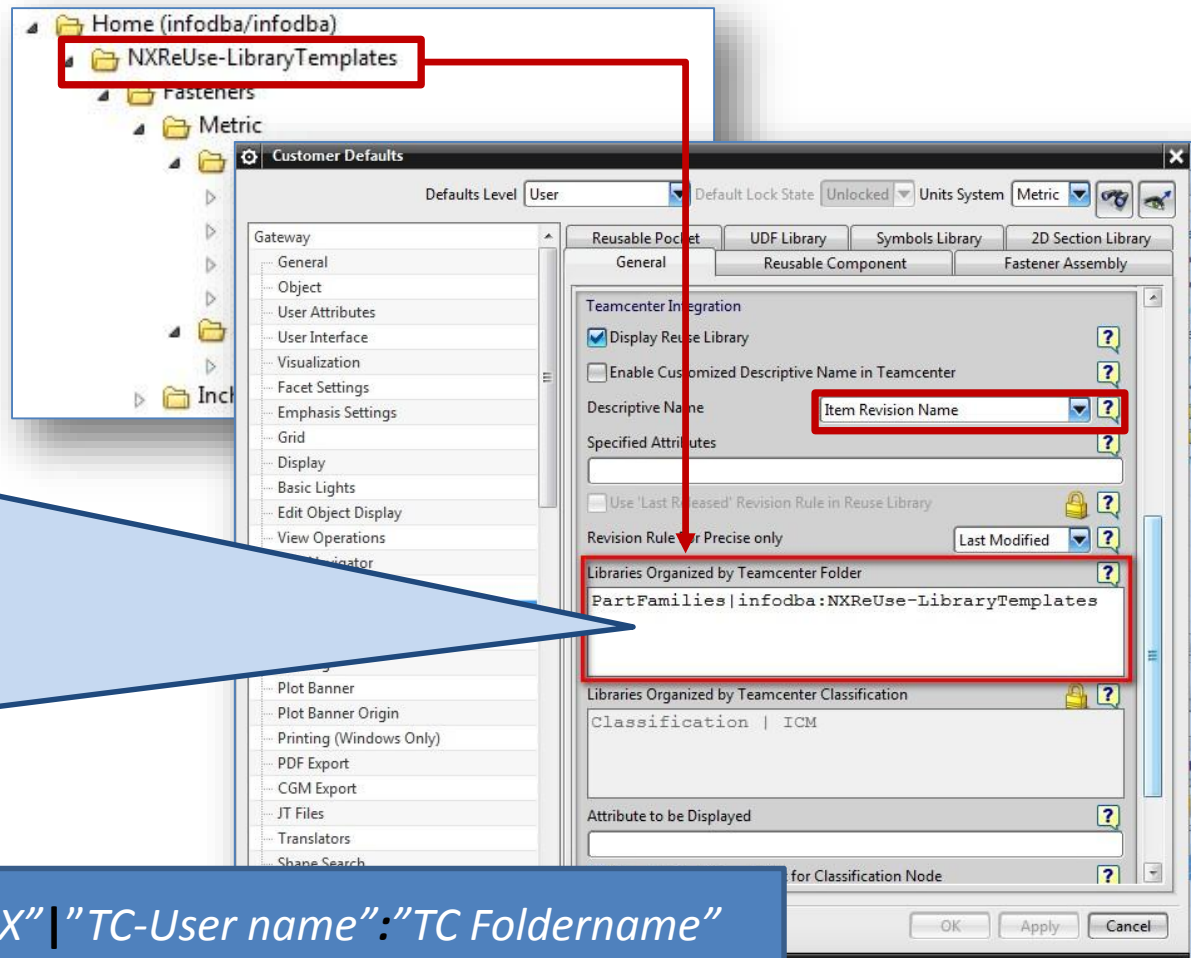 Home (infodba/infodba)
NXReUse-LibraryTemplates
Fasteners
Metric
Inch
Customer Defaults
Defaults Level User Default Lock State Unlocked Units System Metric
Gateway
General
Object
User Attributes
User Interface
Visualization
Facet Settings
Emphasis Settings
Grid
Display
Basic Lights
Edit Object Display
View Operations
Plot Banner
Plot Banner Origin
Printing (Windows Only)
PDF Export
CGM Export
JT Files
Translators
Shape Search
Reusable Pocket UDF Library Symbols Library 2D Section Library
General Reusable Component Fastener Assembly
Teamcenter Integration
Display Reuse Library
Enable Customized Descriptive Name in Teamcenter
Descriptive Name Item Revision Name
Specified Attributes
Use 'Last Released' Revision Rule in Reuse Library
Revision Rule for Precise only Last Modified
Libraries Organized by Teamcenter Folder
PartFamilies|infodba:NXReUse-LibraryTemplates
Libraries Organized by Teamcenter Classification
Classification | ICM
Attribute to be Displayed
for Classification Node
OK Apply Cancel
X”|”TC-User name”:”TC Foldername”